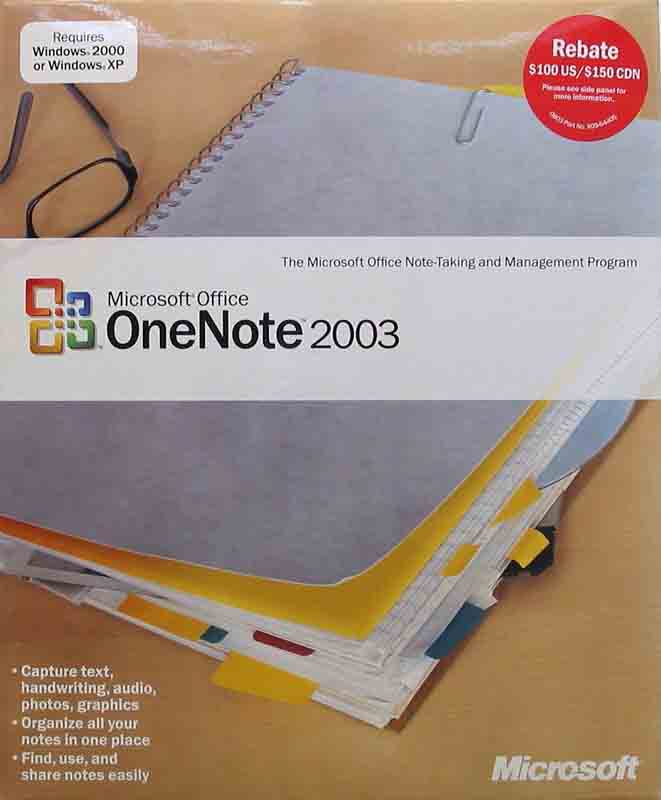 Requires
Windows® 2000
or Windows® XP
Rebate
$100 US/$150 CDN
Please see side panel for
more information.
The Microsoft Office Note-Taking and Management Program
Microsoft® Office
OneNote™ 2003
• Capture text,
handwriting, audio,
photos, graphics
• Organize all your
notes in one place
• Find, use, and
share notes easily
Microsoft